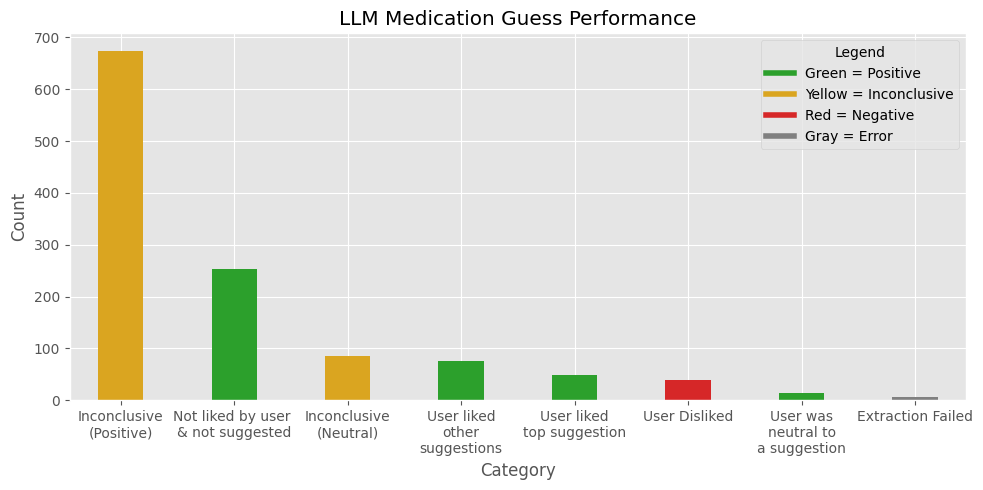 LLM Medication Guess Performance
Legend
Green = Positive
Yellow = Inconclusive
Red = Negative
Gray = Error
700
600
500
400
300
200
100
0
Count
Inconclusive
(Positive)
Not liked by user
& not suggested
Inconclusive
(Neutral)
User liked
other
suggestions
User liked
top suggestion
User Disliked
User was
neutral to
a suggestion
Extraction Failed
Category